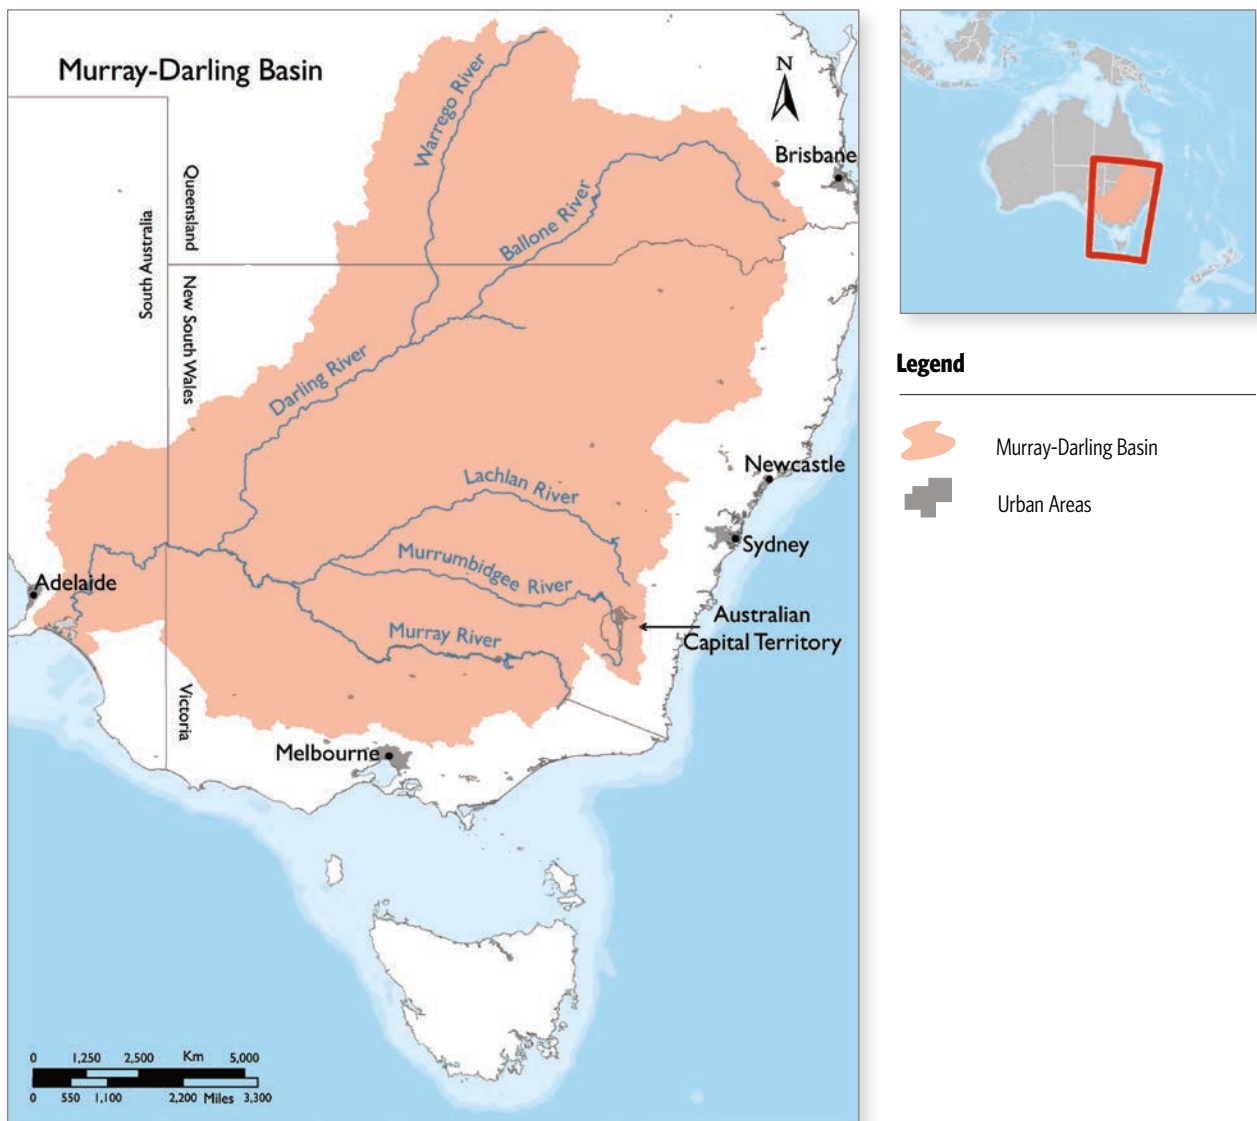 Murray-Darling Basin
N
Warrego River
Brisbane
Queensland
Ballone River
South Australia
New South Wales
Darling River
Newcastle
Lachlan River
Sydney
Murrumbidgee River
Adelaide
Australian
Capital Territory
Murray River
Victoria
Melbourne
0 1,250 2,500 Km 5,000
0 550 1,100 2,200 Miles 3,300
Legend
Murray-Darling Basin
Urban Areas